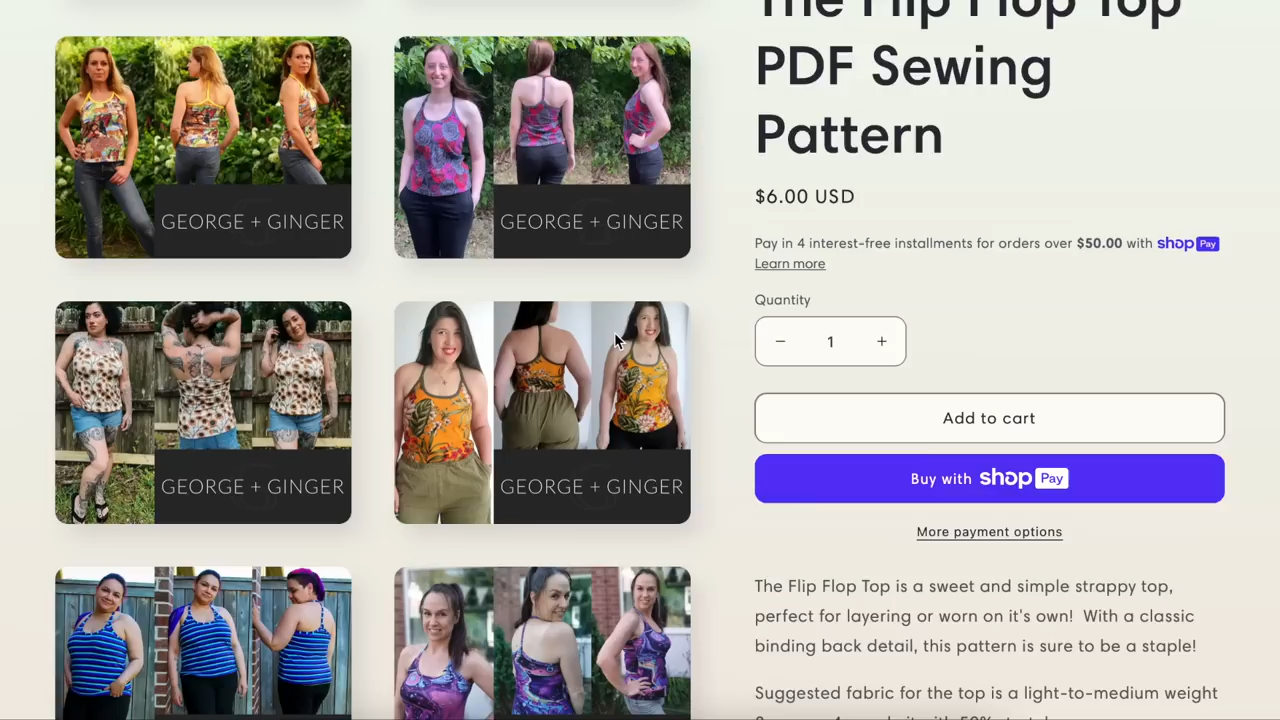 The Flip Flop Top
PDF Sewing
Pattern
GEORGE + GINGER
GEORGE + GINGER
$6.00 USD
Pay in 4 interest-free installments for orders over $50.00 with shop Pay
Learn more
Quantity
− 1 +
Add to cart
GEORGE + GINGER
GEORGE + GINGER
Buy with shop Pay
More payment options
The Flip Flop Top is a sweet and simple strappy top,
perfect for layering or worn on it's own! With a classic
binding back detail, this pattern is sure to be a staple!
Suggested fabric for the top is a light-to-medium weight